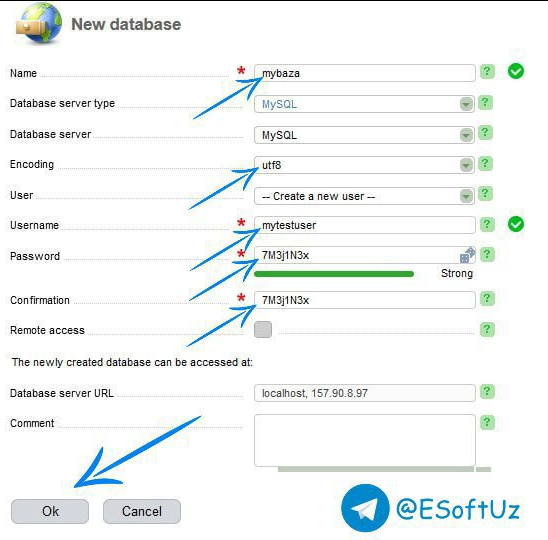 New database
Name * mybaza ?
Database server type MySQL ?
Database server MySQL ?
Encoding utf8 ?
User -- Create a new user -- ?
Username * mytestuser ?
Password * 7M3j1N3x ?
Strong
Confirmation * 7M3j1N3x ?
Remote access ?
The newly created database can be accessed at:
Database server URL localhost, 157.90.8.97 ?
Comment ?
Ok Cancel
@ESoftUz